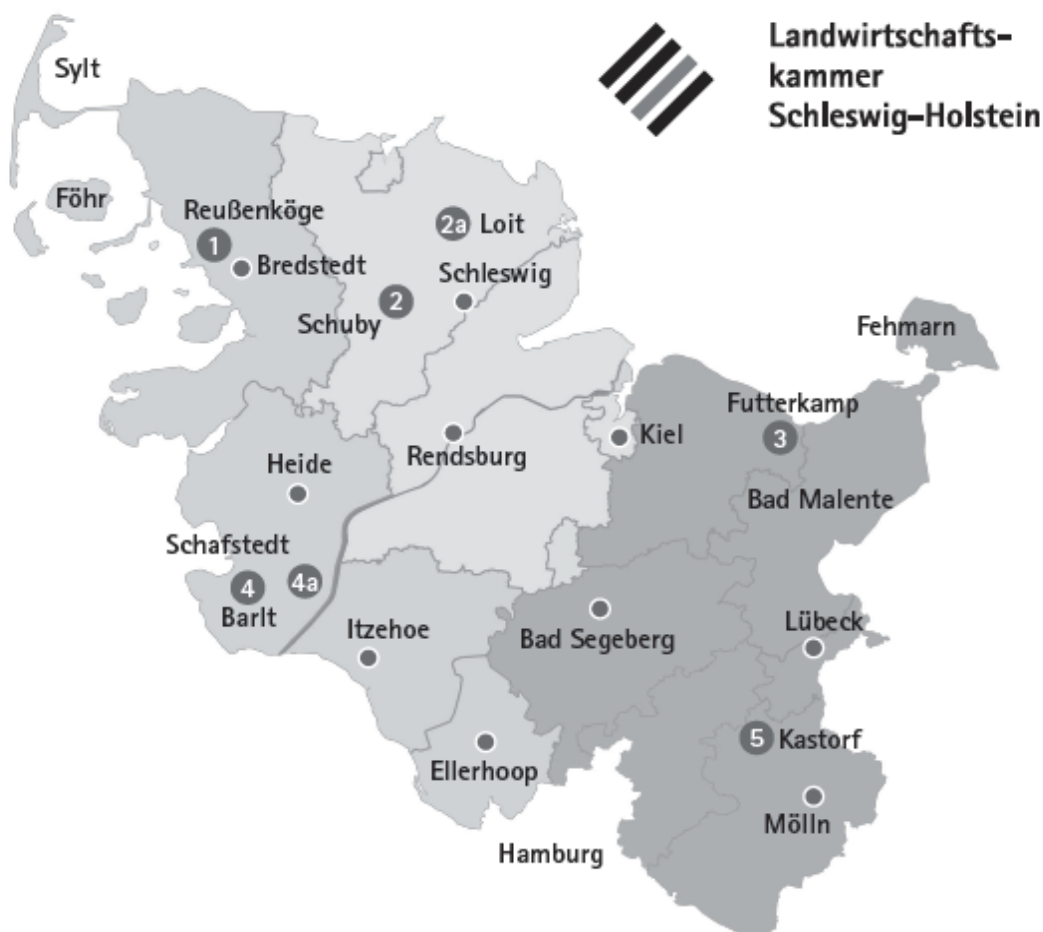 Landwirtschafts-
kammer
Schleswig-Holstein
Sylt
Föhr
Reußenköge
1
Bredstedt
2a Loit
Schleswig
2
Schuby
Fehmarn
Futterkamp
3
Kiel
Rendsburg
Heide
Bad Malente
Schafstedt
4 4a
Barlt
Itzehoe
Bad Segeberg
Lübeck
5 Kastorf
Ellerhoop
Mölln
Hamburg